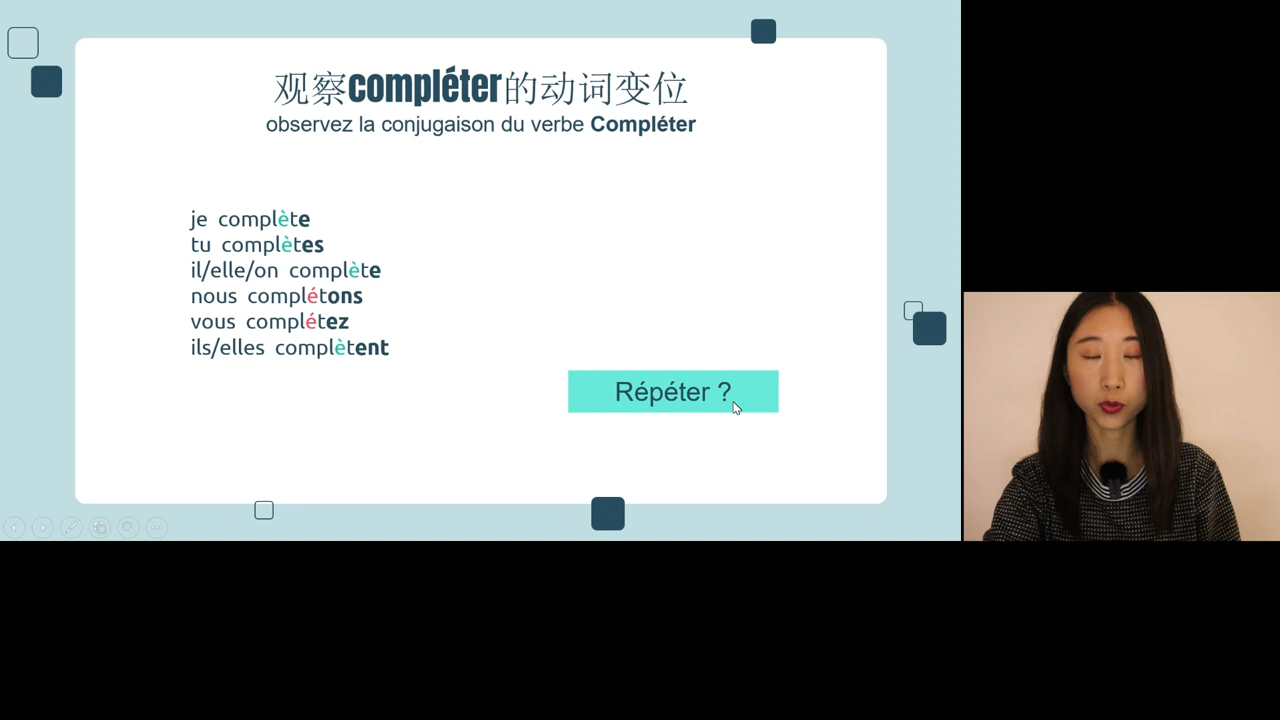 观察compléter的动词变位
observez la conjugaison du verbe Compléter
je complète
tu complètes
il/elle/on complète
nous complétons
vous complétez
ils/elles complètent
Répéter ?